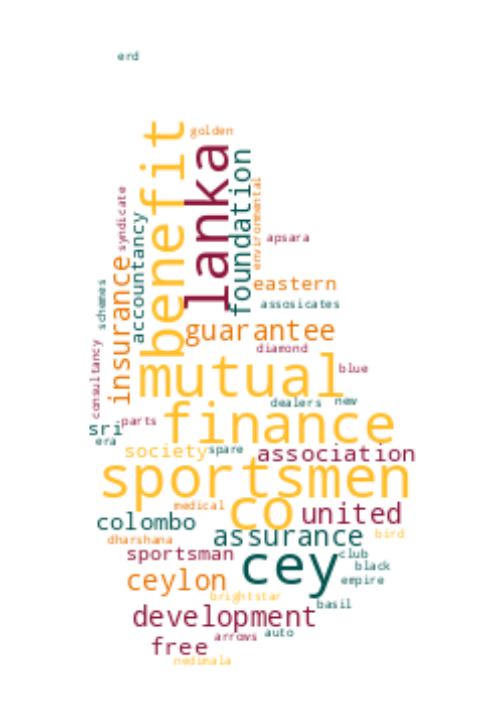 erd
golden
benefit
lanka
foundation
environmental
syndicate
accountancy
apsara
insurance
schemes
eastern
assosicates
guarantee
consultancy
diamond
mutual
blue
dealers new
finance
parts
sri
era
society
spare
association
sportsmen
co
medical
united
colombo
assurance
bird
dharshana
sportsman
cey
club
black
ceylon
empire
brightstar
basil
development
auto
arrows
free
nedimala